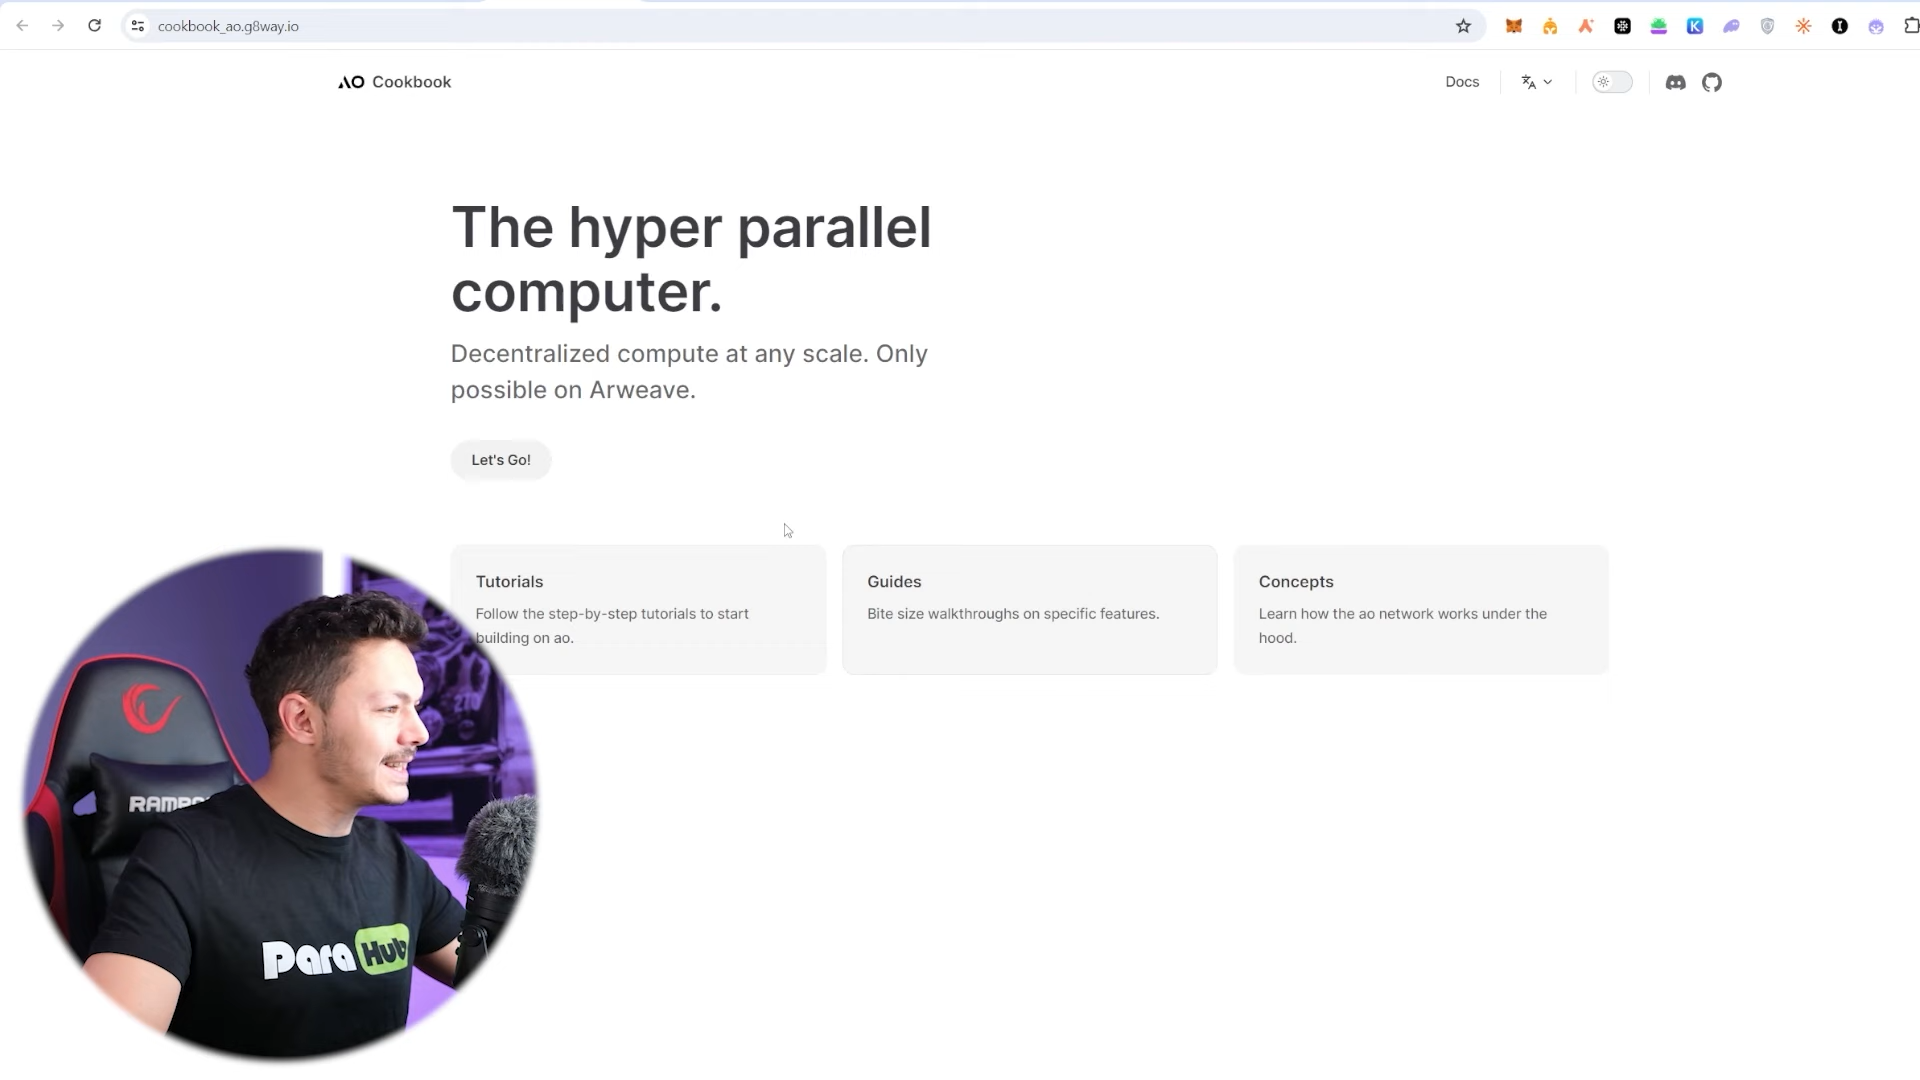 cookbook_ao.g8way.io
AO Cookbook
Docs
The hyper parallel
computer.
Decentralized compute at any scale. Only
possible on Arweave.
Let's Go!
Tutorials
Follow the step-by-step tutorials to start
building on ao.
Guides
Bite size walkthroughs on specific features.
Concepts
Learn how the ao network works under the
hood.
Para Hub